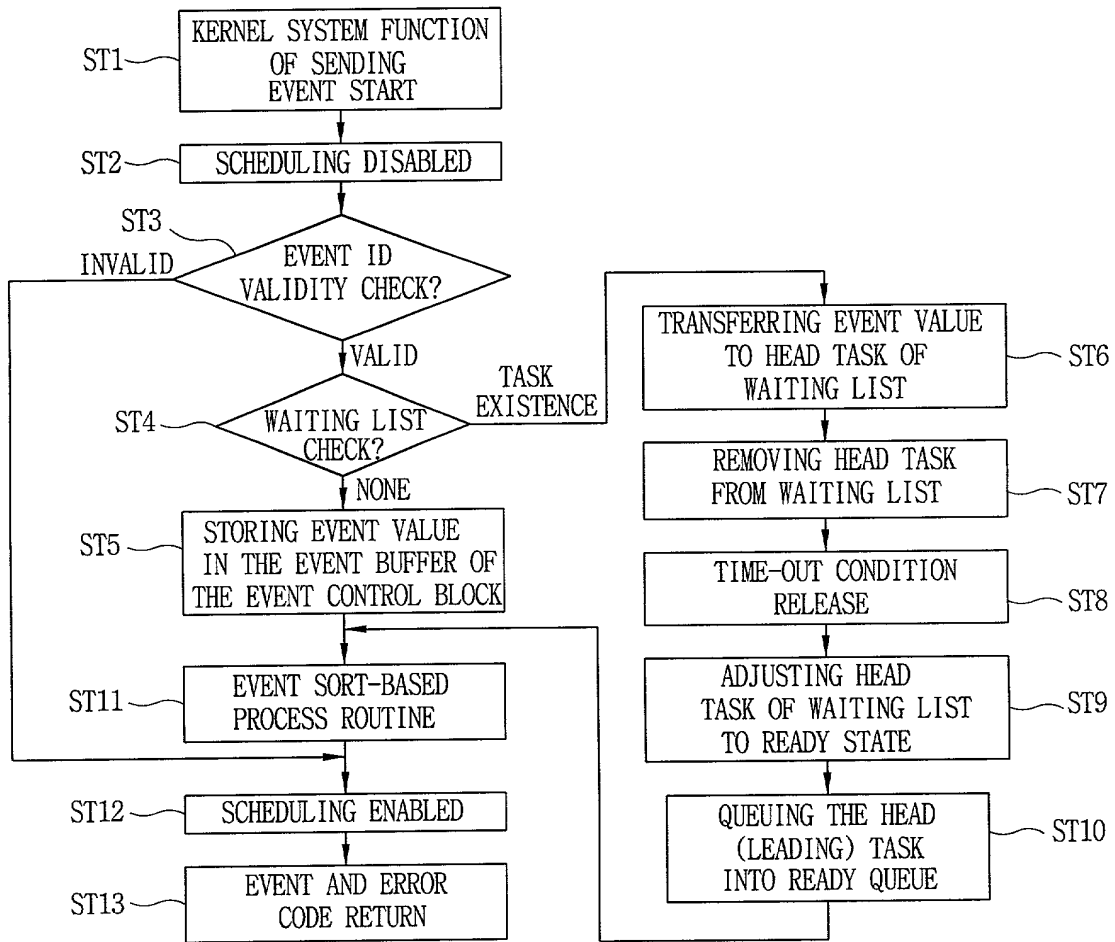 ST1
KERNEL SYSTEM FUNCTION
OF SENDING
EVENT START
ST2
SCHEDULING DISABLED
ST3
INVALID
EVENT ID
VALIDITY CHECK?
VALID
ST4
WAITING LIST
CHECK?
TASK
EXISTENCE
NONE
ST5
STORING EVENT VALUE
IN THE EVENT BUFFER OF
THE EVENT CONTROL BLOCK
TRANSFERRING EVENT VALUE
TO HEAD TASK OF
WAITING LIST
ST6
REMOVING HEAD TASK
FROM WAITING LIST
ST7
TIME-OUT CONDITION
RELEASE
ST8
ADJUSTING HEAD
TASK OF WAITING LIST
TO READY STATE
ST9
QUEUING THE HEAD
(LEADING) TASK
INTO READY QUEUE
ST10
ST11
EVENT SORT-BASED
PROCESS ROUTINE
ST12
SCHEDULING ENABLED
ST13
EVENT AND ERROR
CODE RETURN